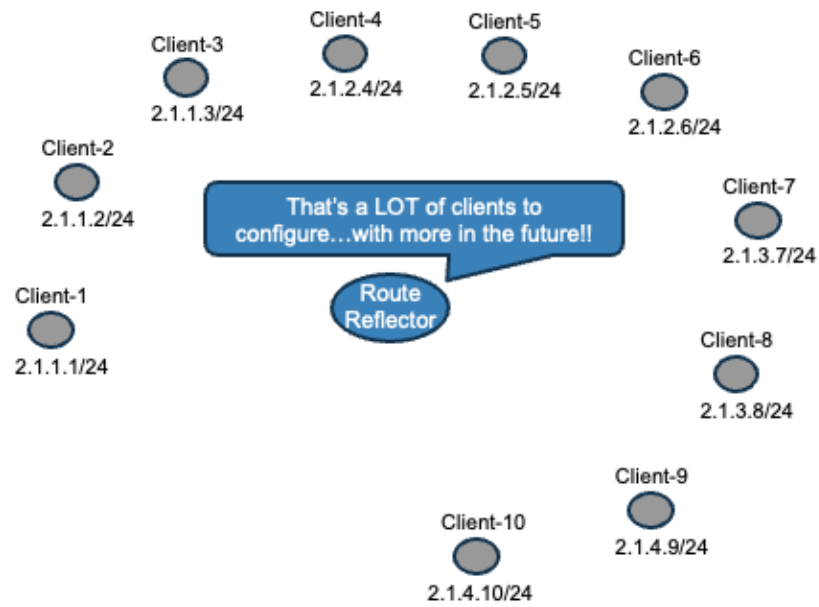 Client-4
Client-5
Client-3
2.1.2.4/24
2.1.2.5/24
Client-6
2.1.1.3/24
2.1.2.6/24
Client-2
2.1.1.2/24
Client-7
2.1.3.7/24
That's a LOT of clients to
configure...with more in the future!!
Route
Reflector
Client-1
2.1.1.1/24
Client-8
2.1.3.8/24
Client-9
2.1.4.9/24
Client-10
2.1.4.10/24